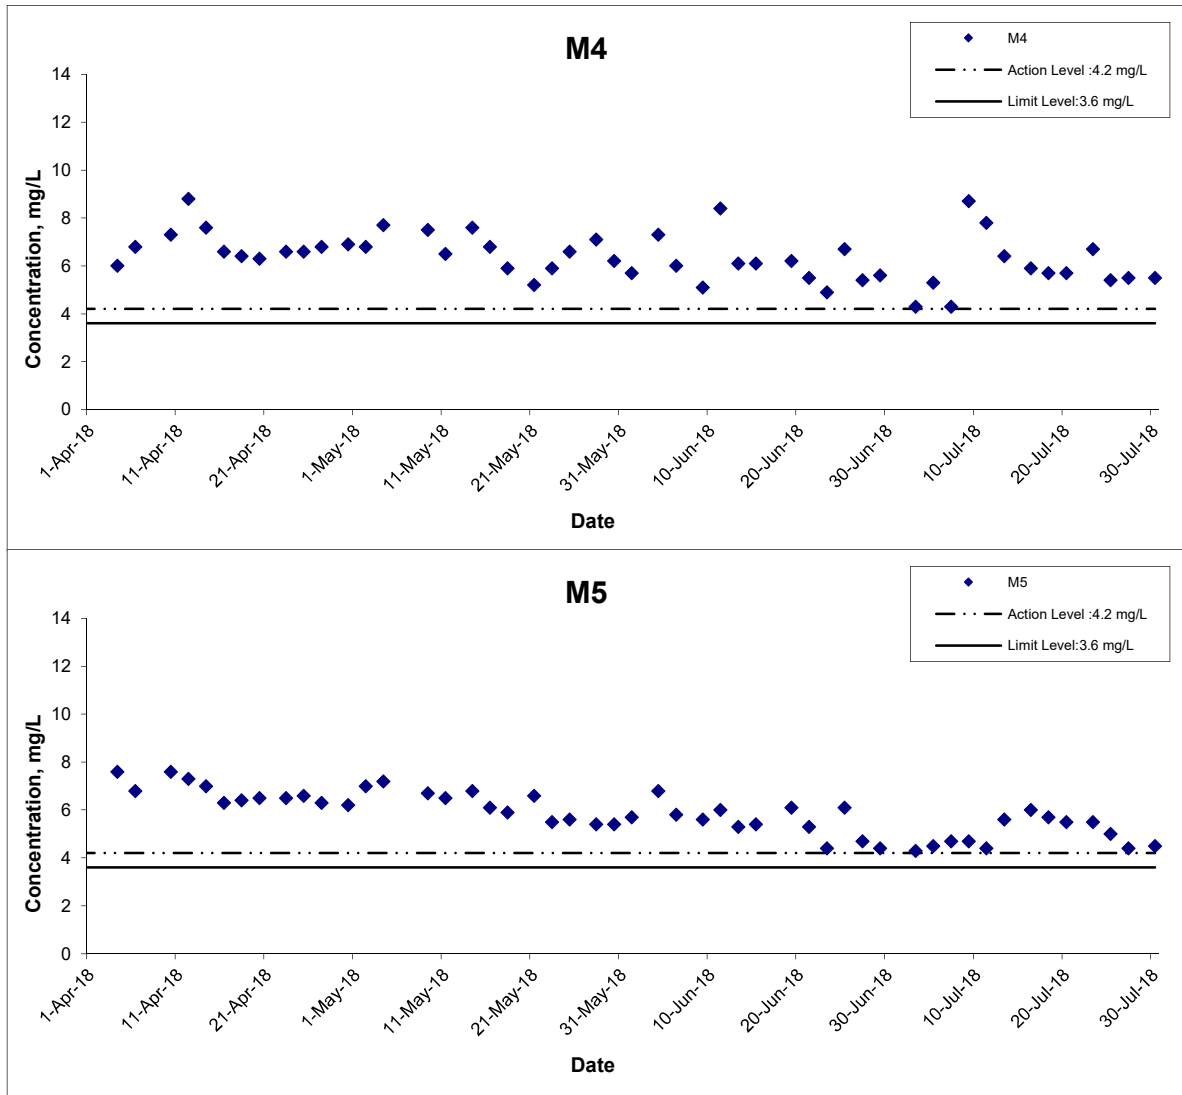 M4
M4
Action Level :4.2 mg/L
Limit Level:3.6 mg/L
Concentration, mg/L
14
12
10
8
6
4
2
0
1-Apr-18
11-Apr-18
21-Apr-18
1-May-18
11-May-18
21-May-18
31-May-18
10-Jun-18
20-Jun-18
30-Jun-18
10-Jul-18
20-Jul-18
30-Jul-18
Date
M5
M5
Action Level :4.2 mg/L
Limit Level:3.6 mg/L
Concentration, mg/L
14
12
10
8
6
4
2
0
1-Apr-18
11-Apr-18
21-Apr-18
1-May-18
11-May-18
21-May-18
31-May-18
10-Jun-18
20-Jun-18
30-Jun-18
10-Jul-18
20-Jul-18
30-Jul-18
Date